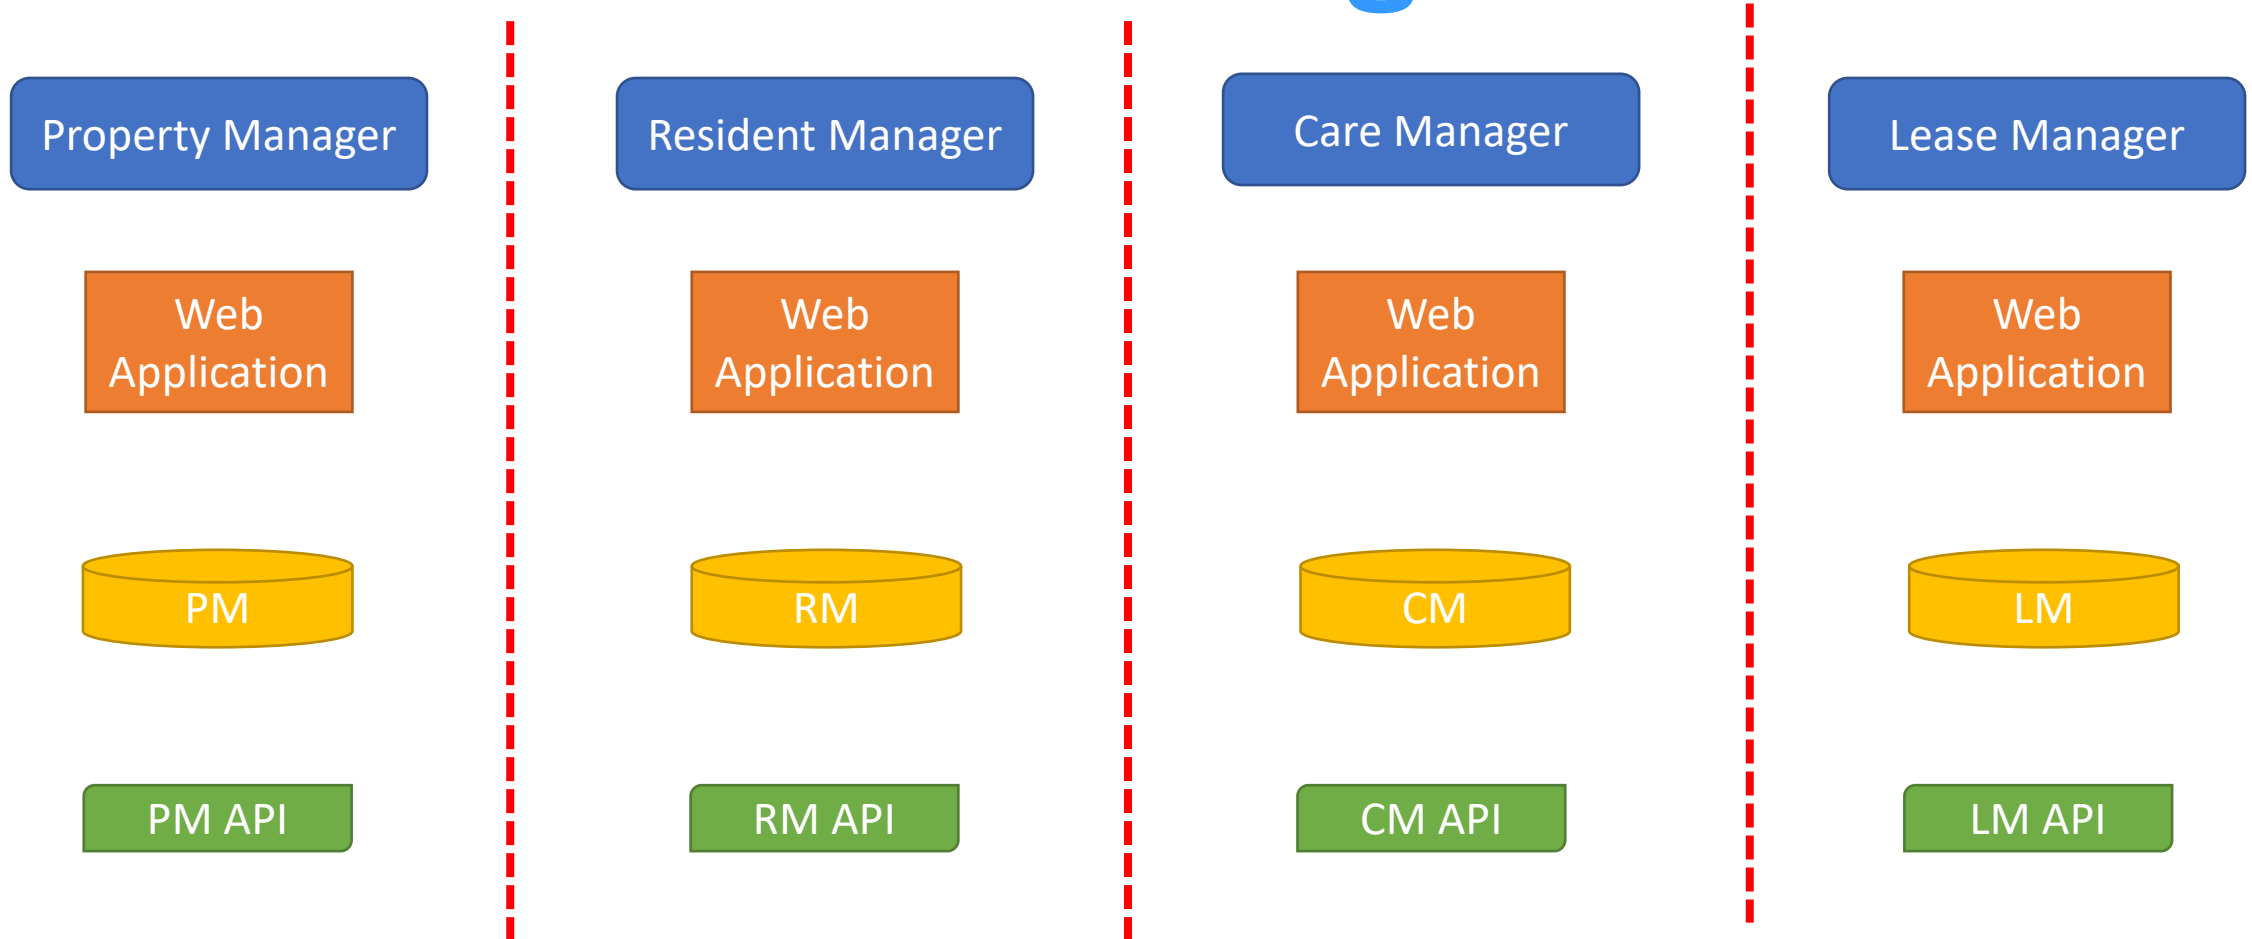 Property Manager
Resident Manager
Care Manager
Lease Manager
Web
Application
Web
Application
Web
Application
Web
Application
PM
RM
CM
LM
PM API
RM API
CM API
LM API